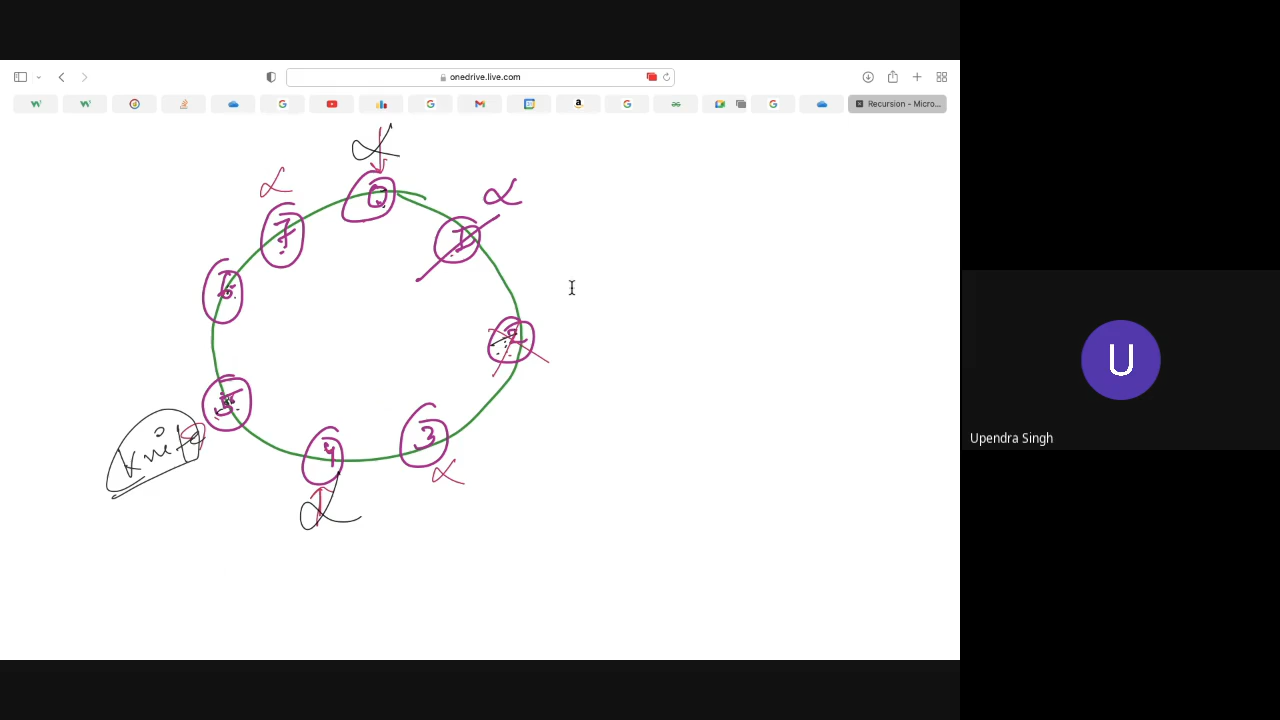 onedrive.live.com
Recursion - Micro...
α
α
0
α
7
1
6
2
5
3
Knife
4
α
α
U
Upendra Singh